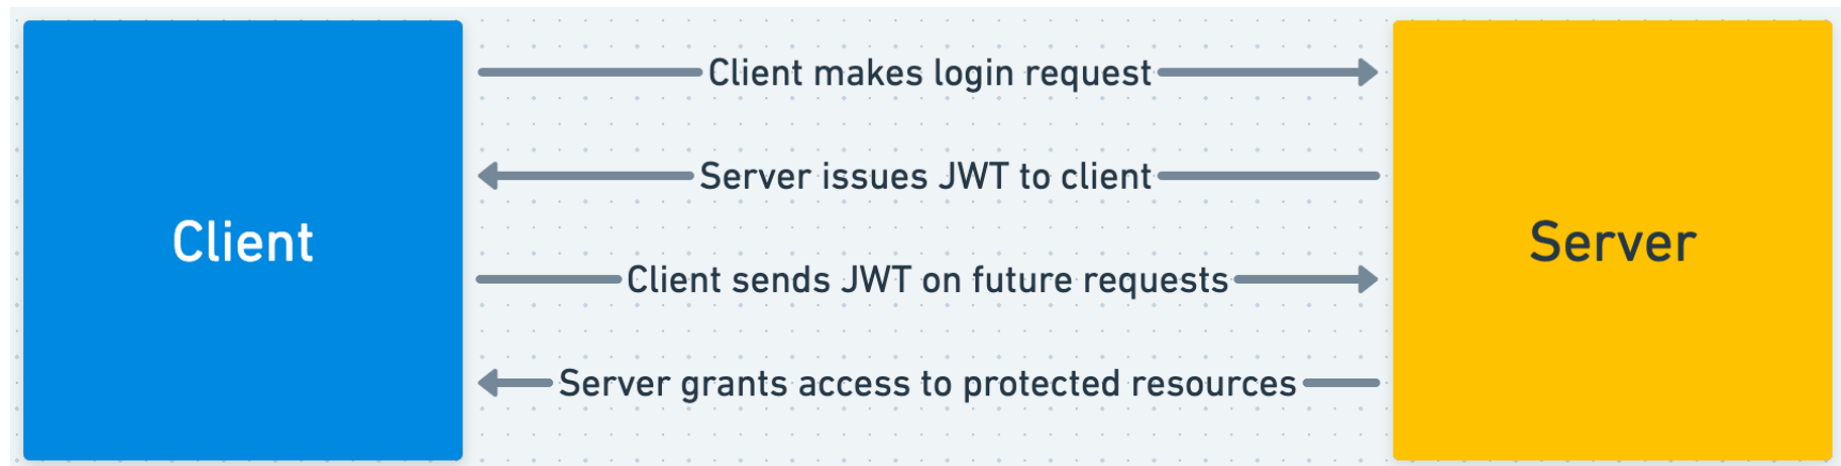 Client makes login request
Server issues JWT to client
Client
Server
Client sends JWT on future requests
Server grants access to protected resources